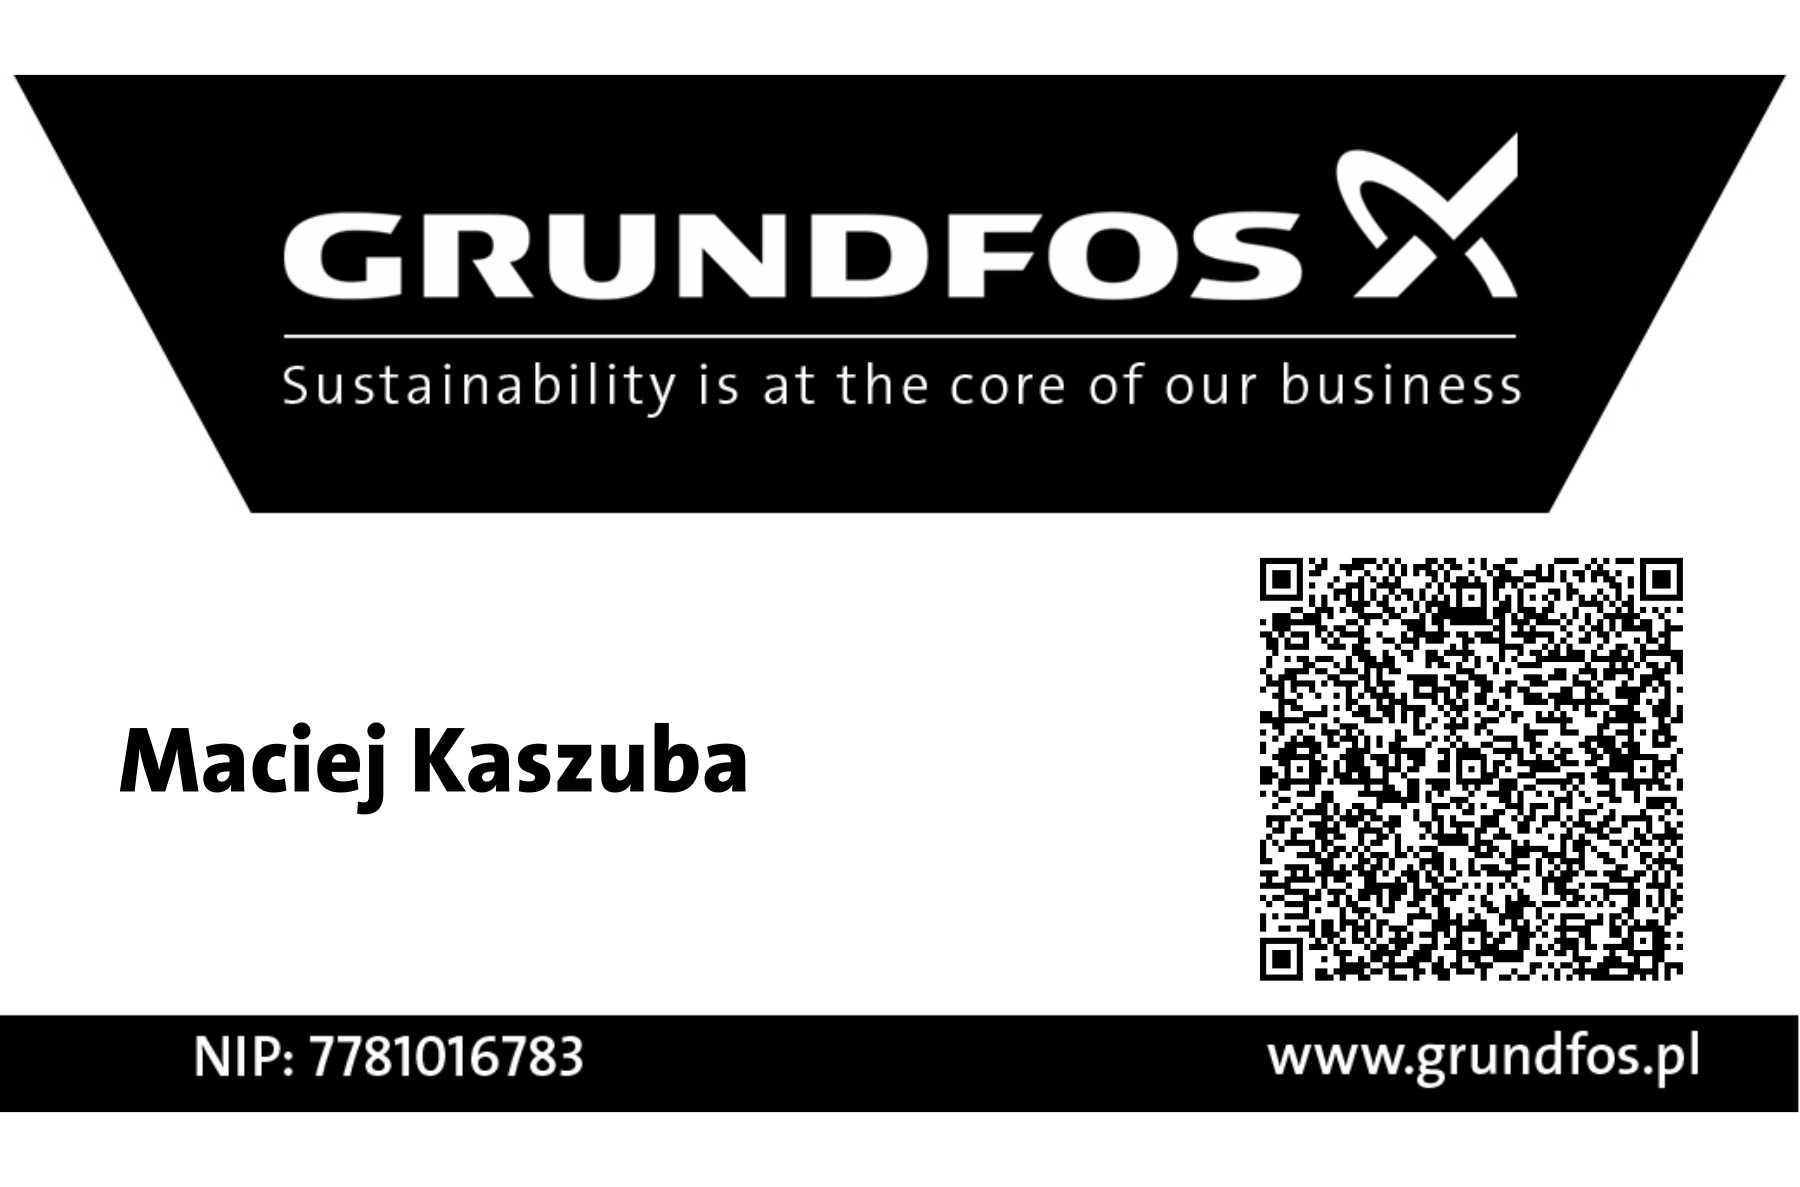 GRUNDFOS
Sustainability is at the core of our business
Maciej Kaszuba
NIP: 7781016783
www.grundfos.pl